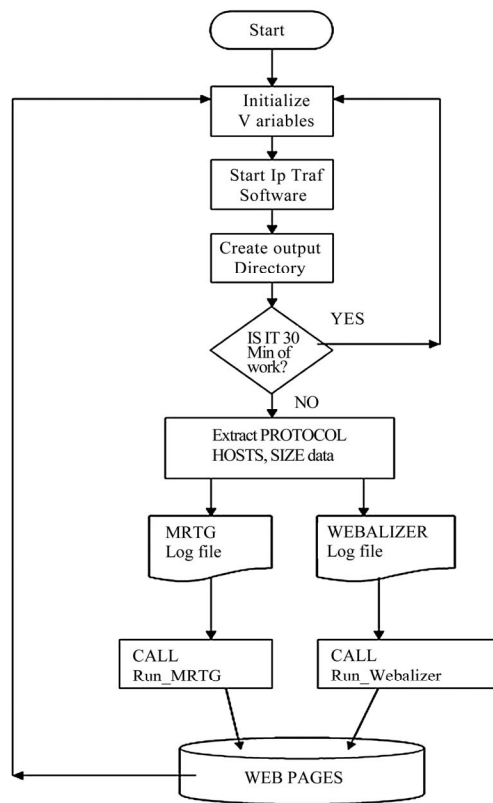 Start
Initialize
V ariables
Start Ip Traf
Software
Create output
Directory
YES
IS IT 30
Min of
work?
NO
Extract PROTOCOL
HOSTS, SIZE data
MRTG
Log file
WEBALIZER
Log file
CALL
Run_MRTG
CALL
Run_Webalizer
WEB PAGES